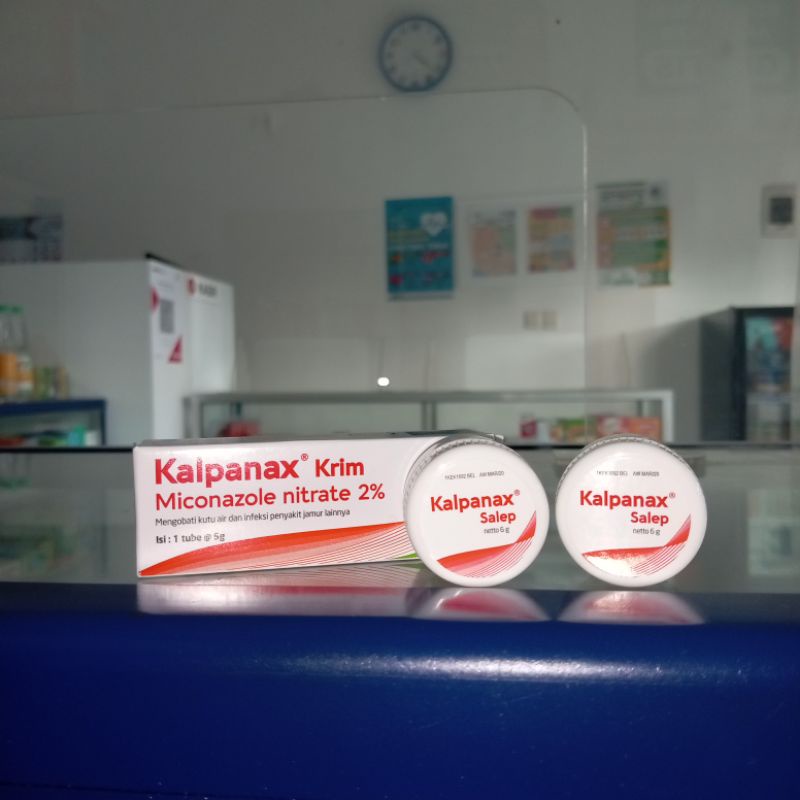 Kalpanax® Krim
Miconazole nitrate 2%
Mengobati kutu air dan infeksi penyakit jamur lainnya
Isi : 1 tube @ 5g
Kalpanax®
Salep
netto 6 g
Kalpanax®
Salep
netto 6 g